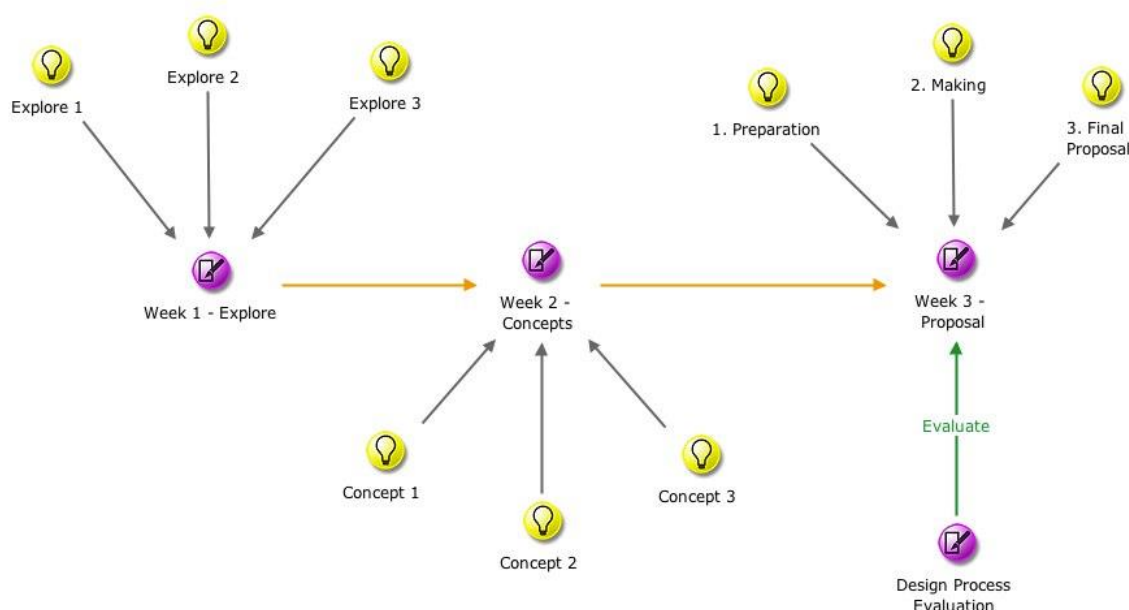 Explore 1
Explore 2
Explore 3
Week 1 - Explore
Week 2 -
Concepts
Concept 1
Concept 2
Concept 3
1. Preparation
2. Making
3. Final
Proposal
Week 3 -
Proposal
Evaluate
Design Process
Evaluation